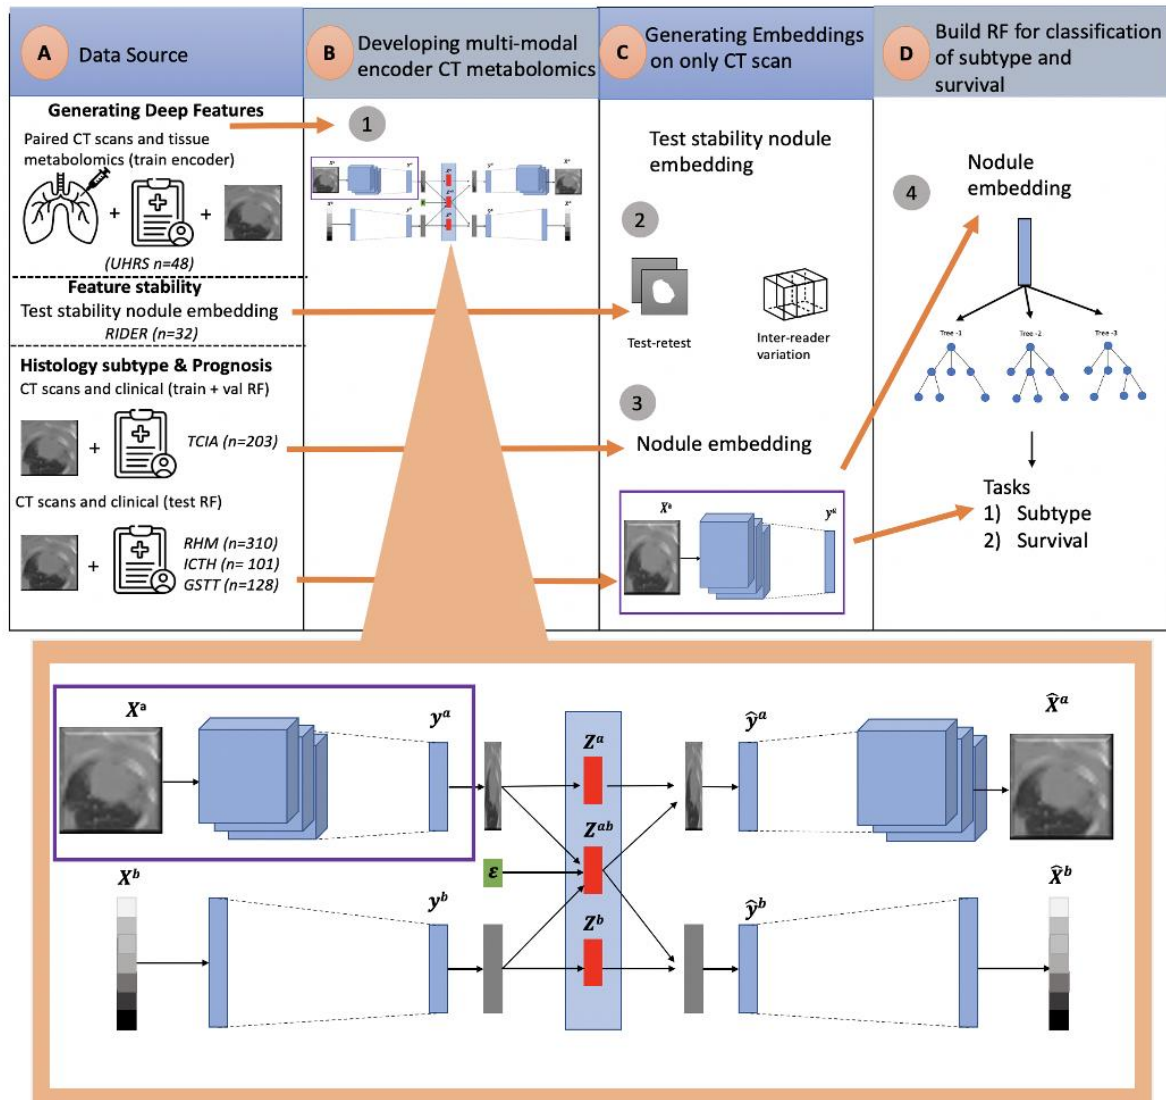 A
Data Source
B
Developing multi-modal
encoder CT metabolomics
C
Generating Embeddings
on only CT scan
D
Build RF for classification
of subtype and
survival
Generating Deep Features
Paired CT scans and tissue
metabolomics (train encoder)
+
+
(UHRS n=48)
Feature stability
Test stability nodule embedding
RIDER (n=32)
Histology subtype & Prognosis
CT scans and clinical (train + val RF)
+
TCIA (n=203)
CT scans and clinical (test RF)
+
RHM (n=310)
ICTH (n= 101)
GSTT (n=128)
1
Test stability nodule
embedding
2
Test-retest
Inter-reader
variation
3
Nodule embedding
Xᵃ
4
Nodule
embedding
Tree -1
Tree -2
Tree -3
Tasks
1) Subtype
2) Survival
Xᵃ
yᵃ
Zᵃ
ŷᵃ
X̂ᵃ
Zᵃᵇ
ε
Xᵇ
yᵇ
Zᵇ
ŷᵇ
X̂ᵇ